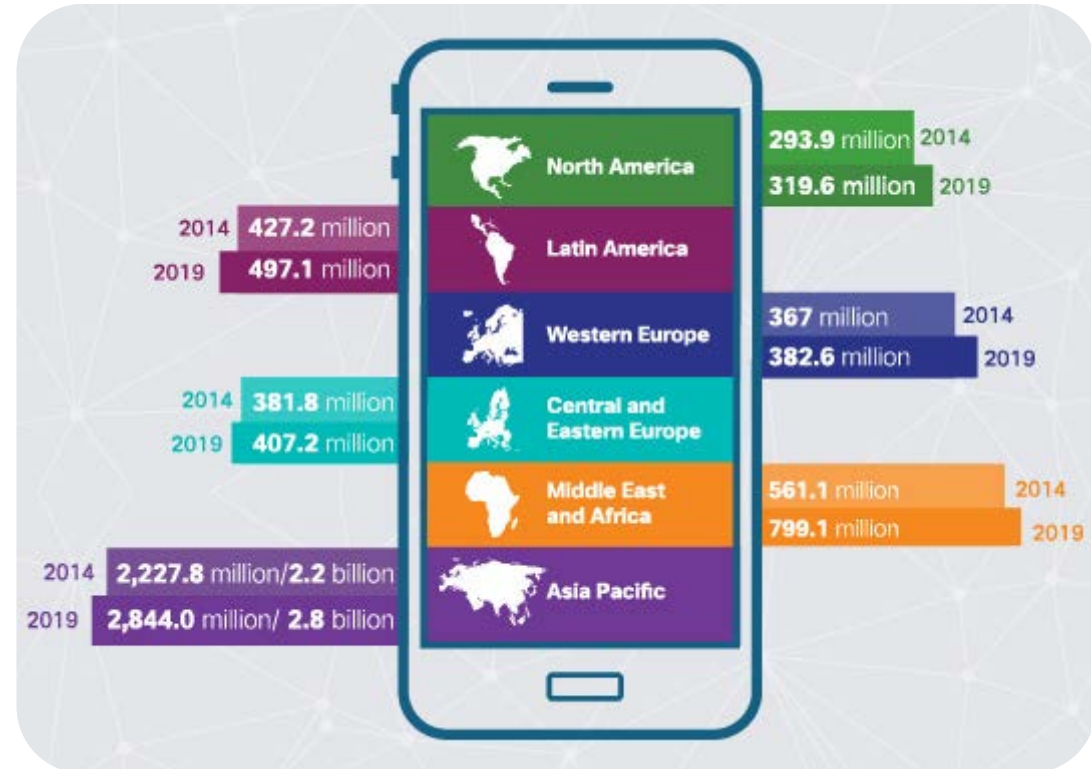 North America
293.9 million 2014
319.6 million 2019
2014 427.2 million
2019 497.1 million
Latin America
Western Europe
367 million 2014
382.6 million 2019
2014 381.8 million
2019 407.2 million
Central and
Eastern Europe
Middle East
and Africa
561.1 million 2014
799.1 million 2019
2014 2,227.8 million/2.2 billion
2019 2,844.0 million/ 2.8 billion
Asia Pacific